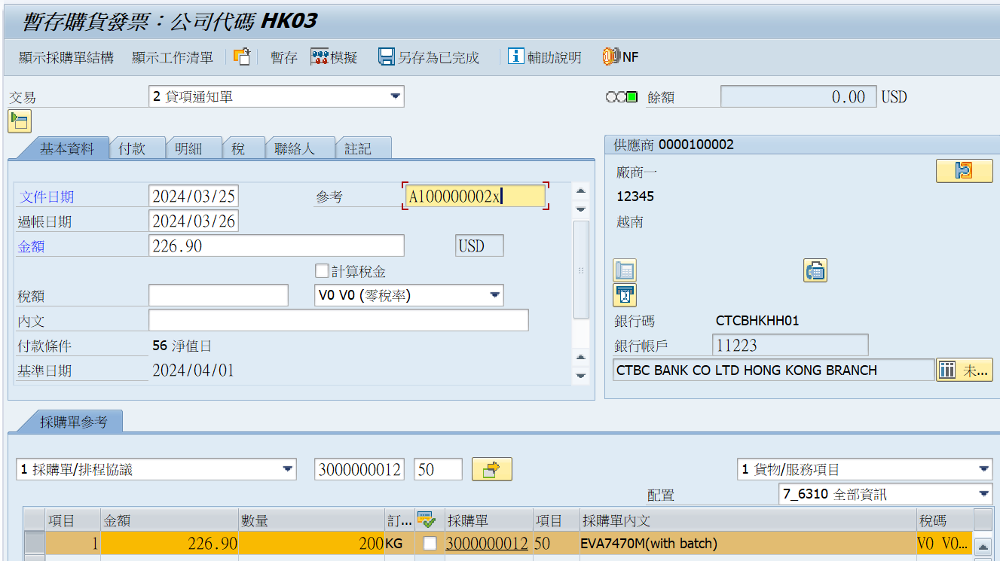 暫存購貨發票：公司代碼 HK03
顯示採購單結構 顯示工作清單 暫存 模擬 另存為已完成 輔助說明 NF
交易 2 貸項通知單 餘額 0.00 USD
基本資料 付款 明細 稅 聯絡人 註記
供應商 0000100002
廠商一
文件日期 2024/03/25 參考 A100000002x
12345
過帳日期 2024/03/26
越南
金額 226.90 USD
計算稅金
稅額 V0 V0 (零稅率)
內文
銀行碼 CTCBHKHH01
付款條件 56 淨值日
銀行帳戶 11223
基準日期 2024/04/01
CTBC BANK CO LTD HONG KONG BRANCH 未...
採購單參考
1 採購單/排程協議 3000000012 50 1 貨物/服務項目
配置 7_6310 全部資訊
項目 金額 數量 訂... 採購單 項目 採購單內文 稅碼
1 226.90 200 KG 3000000012 50 EVA7470M(with batch) V0 V0...